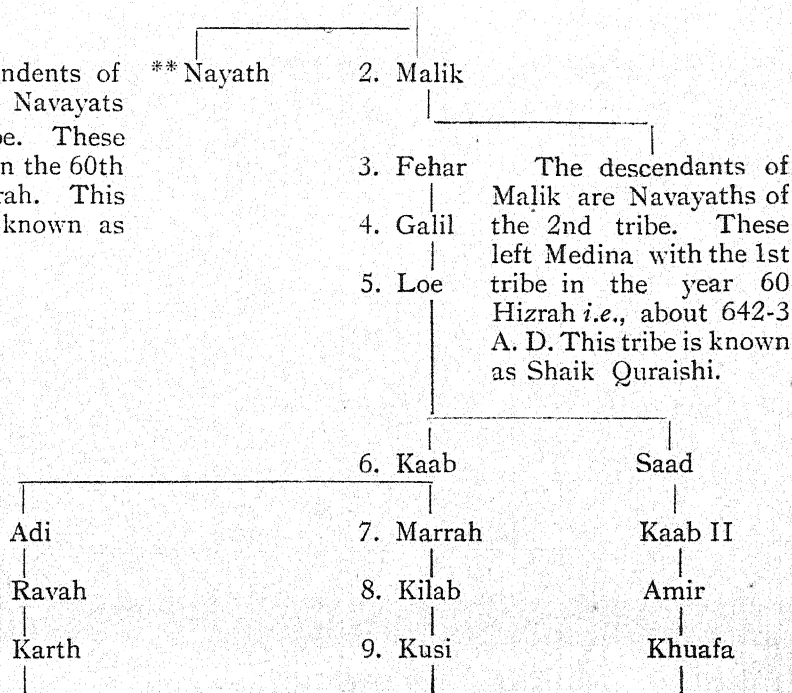 ndents of
Navayats
be. These
n the 60th
rah. This
known as
** Nayath
2. Malik
3. Fehar
4. Galil
5. Loe
The descendants of
Malik are Navayaths of
the 2nd tribe. These
left Medina with the 1st
tribe in the year 60
Hizrah i.e., about 642-3
A. D. This tribe is known
as Shaik Quraishi.
6. Kaab
Saad
Adi
7. Marrah
Kaab II
Ravah
8. Kilab
Amir
Karth
9. Kusi
Khuafa